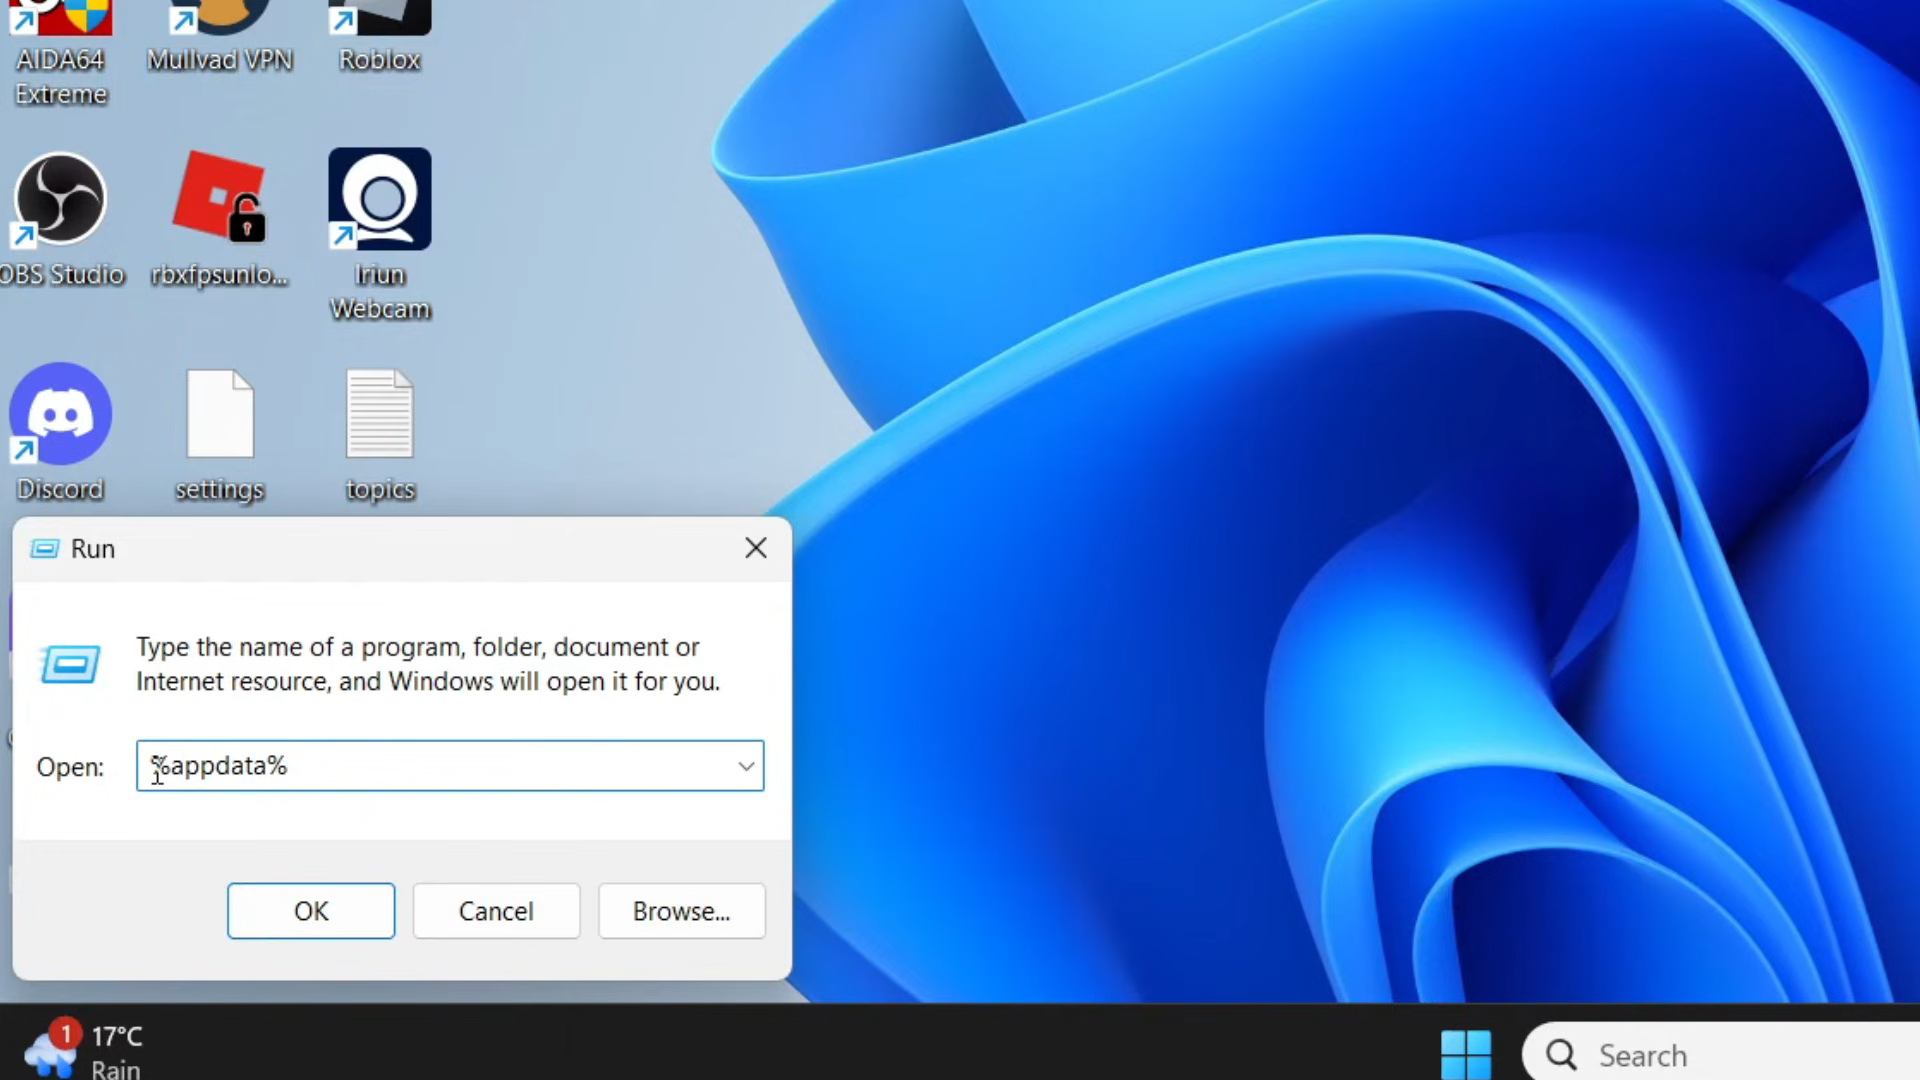 AIDA64
Extreme
Mullvad VPN
Roblox
OBS Studio
rbxfpsunlo...
Iriun
Webcam
Discord
settings
topics
Run
Type the name of a program, folder, document or
Internet resource, and Windows will open it for you.
Open:
%appdata%
OK
Cancel
Browse...
1
17°C
Rain
Search